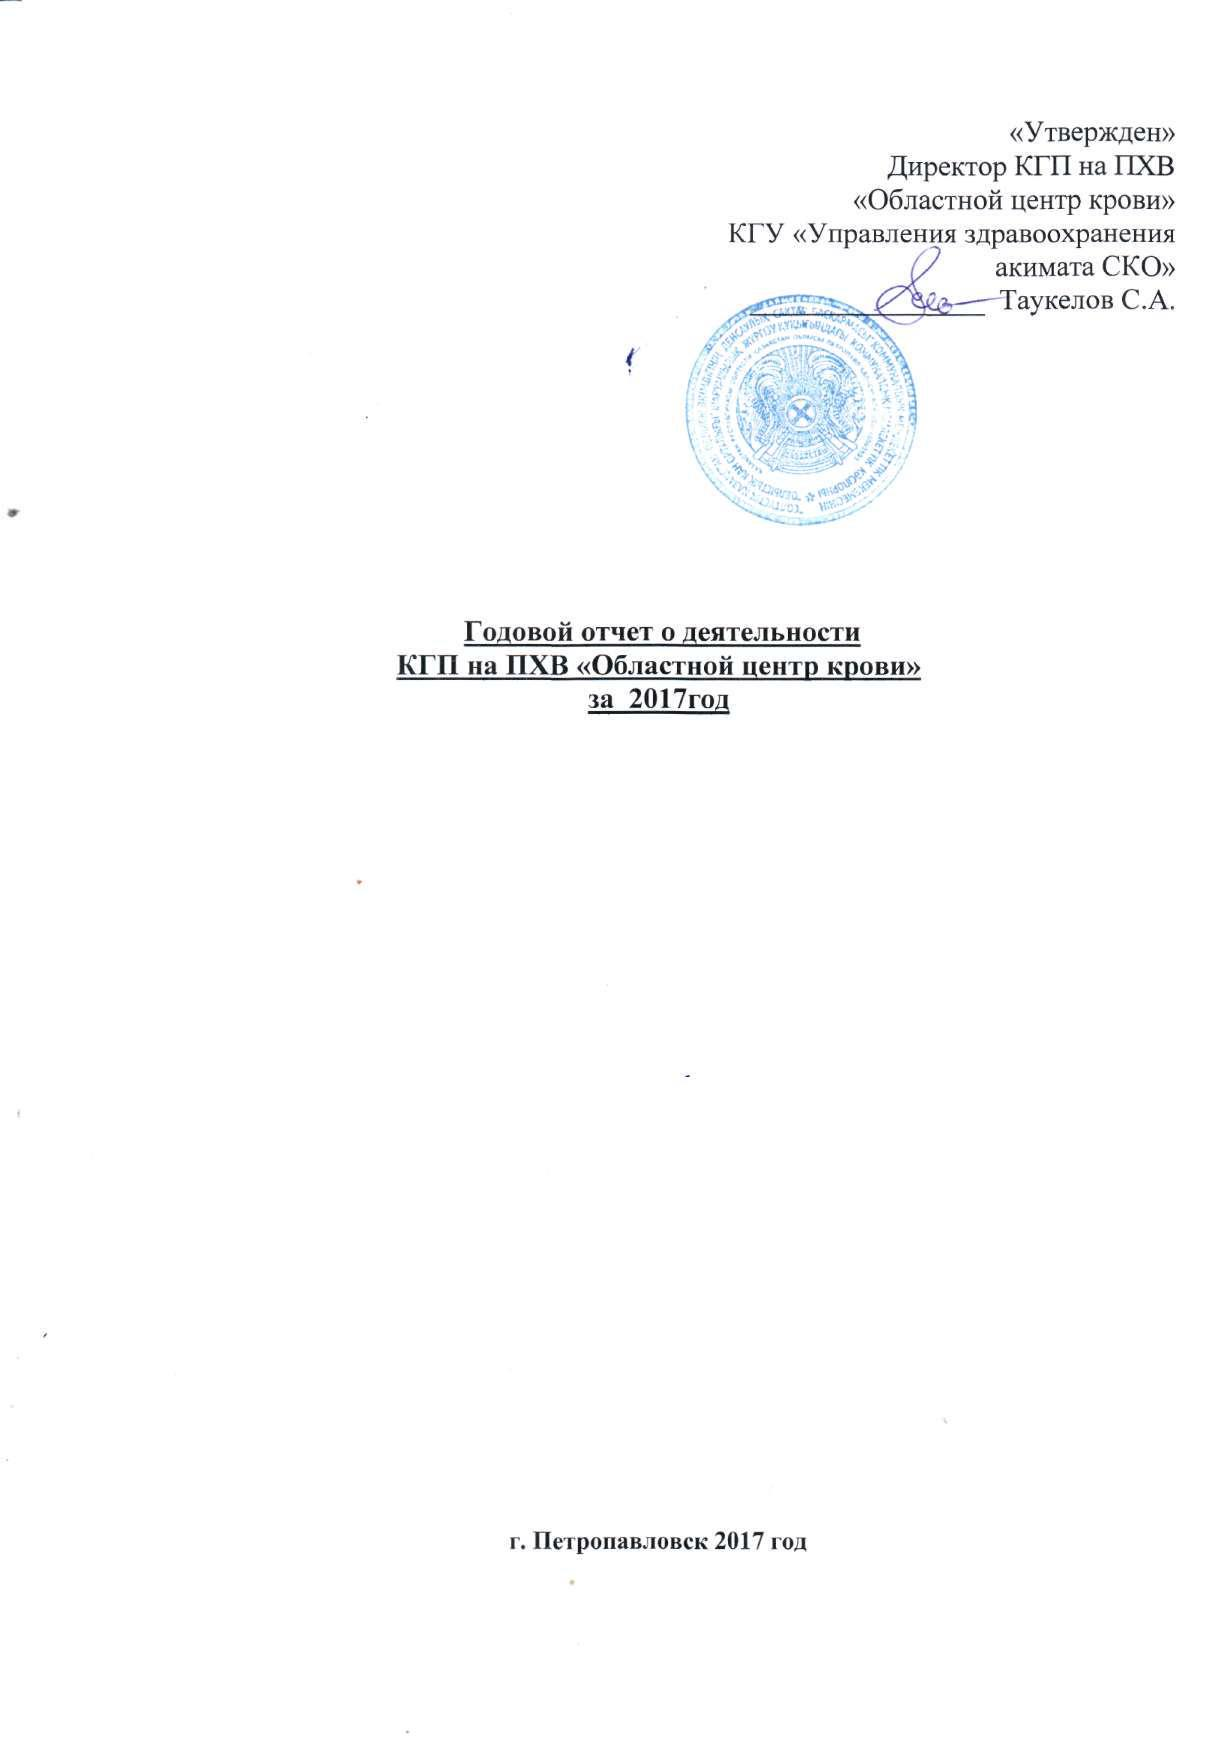 «Утвержден»
Директор КГП на ПХВ
«Областной центр крови»
КГУ «Управления здравоохранения
акимата СКО»
Таукелов С.А.
Годовой отчет о деятельности
КГП на ПХВ «Областной центр крови»
за 2017год
г. Петропавловск 2017 год